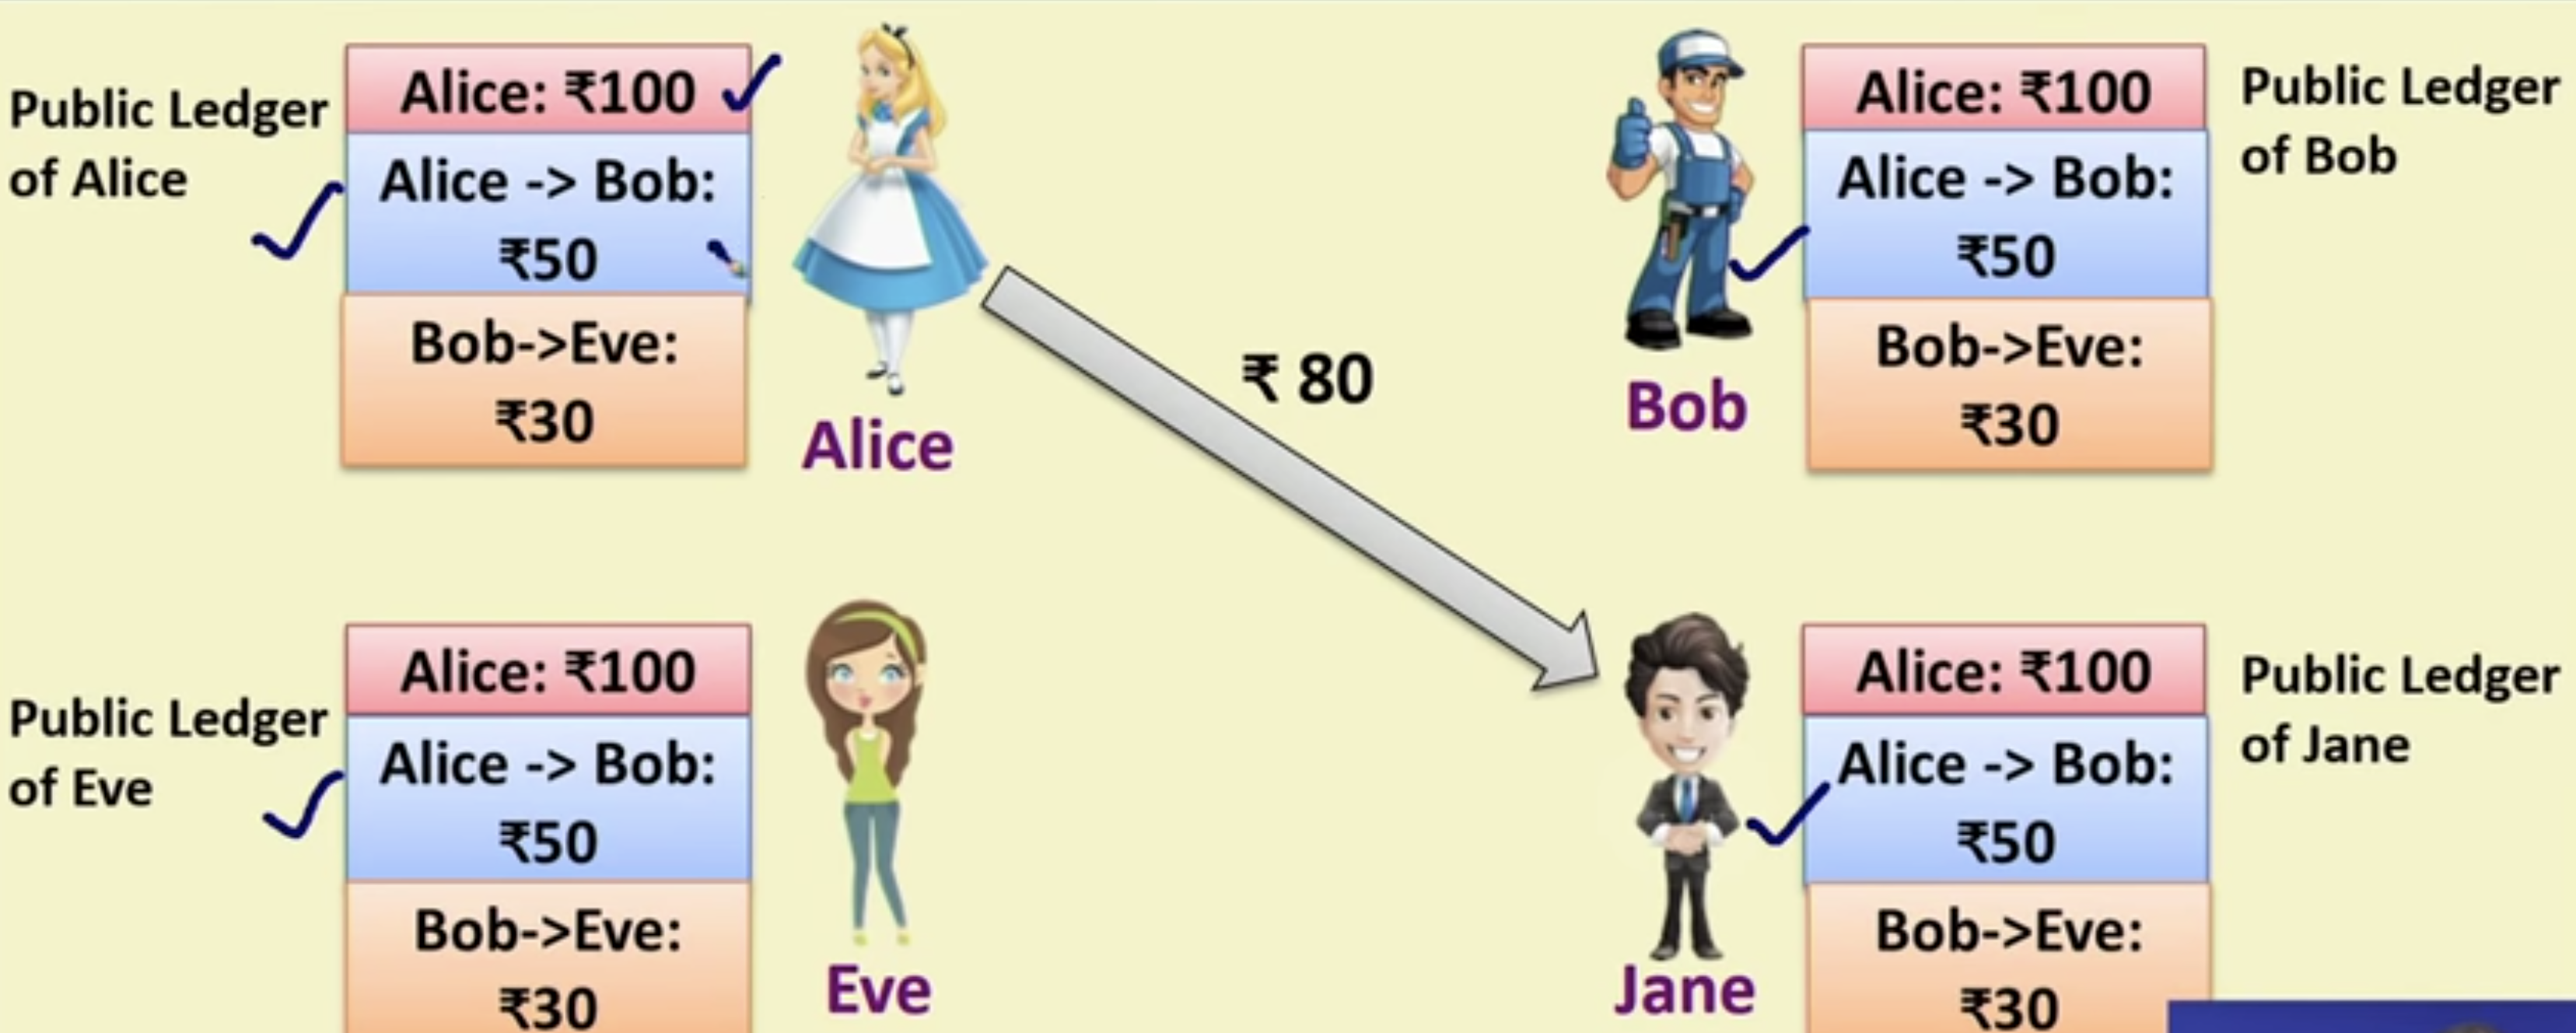 Public Ledger
of Alice
Alice: ₹100
Alice -> Bob:
₹50
Bob->Eve:
₹30
Alice
₹ 80
Bob
Alice: ₹100
Alice -> Bob:
₹50
Bob->Eve:
₹30
Public Ledger
of Bob
Public Ledger
of Eve
Alice: ₹100
Alice -> Bob:
₹50
Bob->Eve:
₹30
Eve
Jane
Alice: ₹100
Alice -> Bob:
₹50
Bob->Eve:
₹30
Public Ledger
of Jane